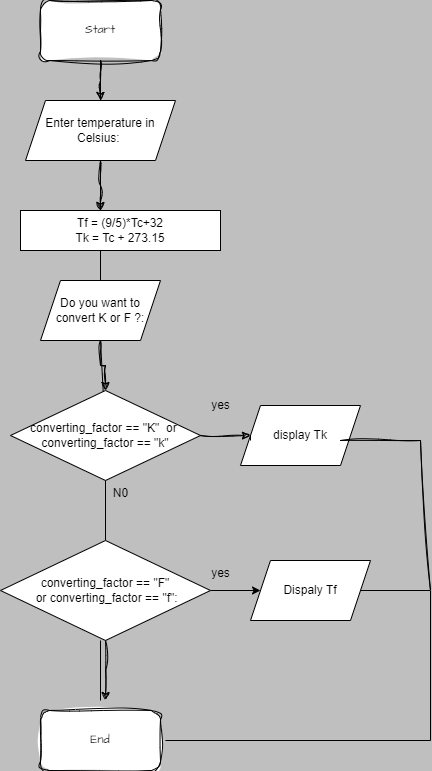 Start
Enter temperature in
Celsius:
Tf = (9/5)*Tc+32
Tk = Tc + 273.15
Do you want to
convert K or F ?:
converting_factor == "K"  or
converting_factor == "k"
yes
display Tk
N0
converting_factor == "F"
or converting_factor == "f":
yes
Dispaly Tf
End